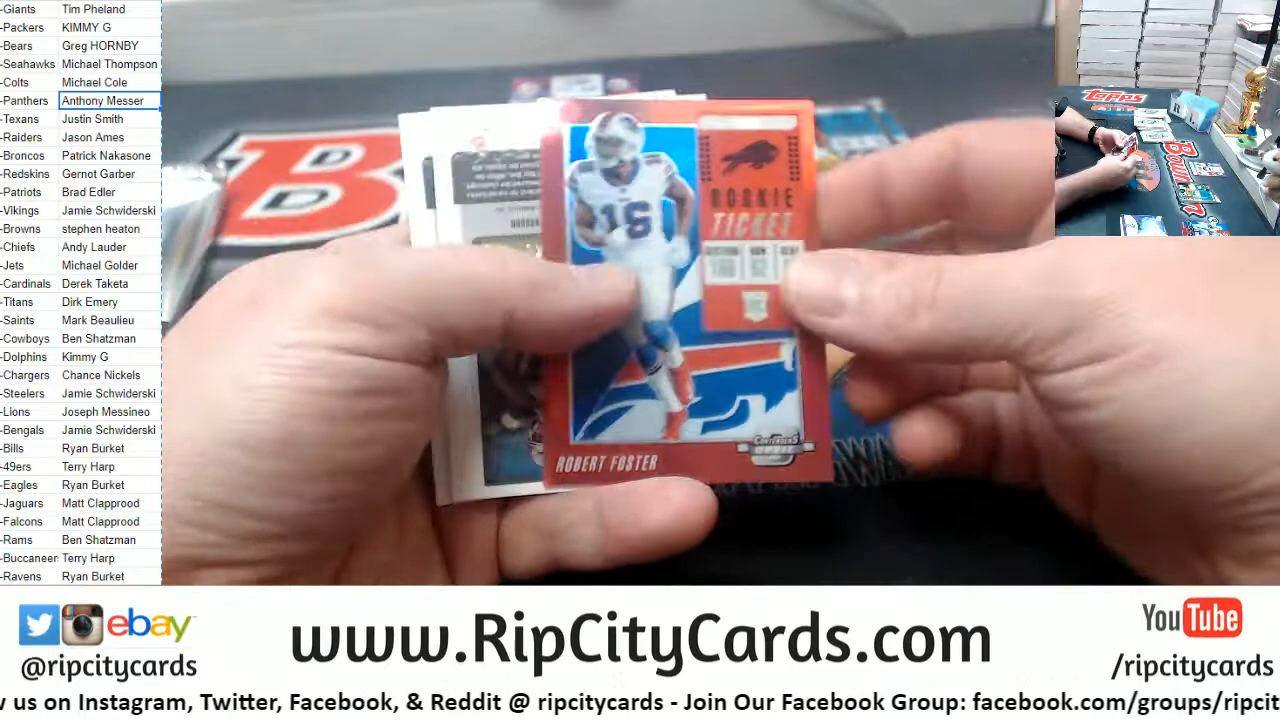 -Giants Tim Pheland
-Packers KIMMY G
-Bears Greg HORNBY
-Seahawks Michael Thompson
-Colts Michael Cole
-Panthers Anthony Messer
-Texans Justin Smith
-Raiders Jason Ames
-Broncos Patrick Nakasone
-Redskins Gernot Garber
-Patriots Brad Edler
-Vikings Jamie Schwiderski
-Browns stephen heaton
-Chiefs Andy Lauder
-Jets Michael Golder
-Cardinals Derek Taketa
-Titans Dirk Emery
-Saints Mark Beaulieu
-Cowboys Ben Shatzman
-Dolphins Kimmy G
-Chargers Chance Nickels
-Steelers Jamie Schwiderski
-Lions Joseph Messineo
-Bengals Jamie Schwiderski
-Bills Ryan Burket
-49ers Terry Harp
-Eagles Ryan Burket
-Jaguars Matt Clapprood
-Falcons Matt Clapprood
-Rams Ben Shatzman
-Buccaneer Terry Harp
-Ravens Ryan Burket
B
ROOKIE
TICKET
16
ROBERT FOSTER
CONTENDERS
OPTIC
TOPPS
ebay
@ripcitycards
www.RipCityCards.com
YouTube
/ripcitycards
w us on Instagram, Twitter, Facebook, & Reddit @ ripcitycards - Join Our Facebook Group: facebook.com/groups/ripcit